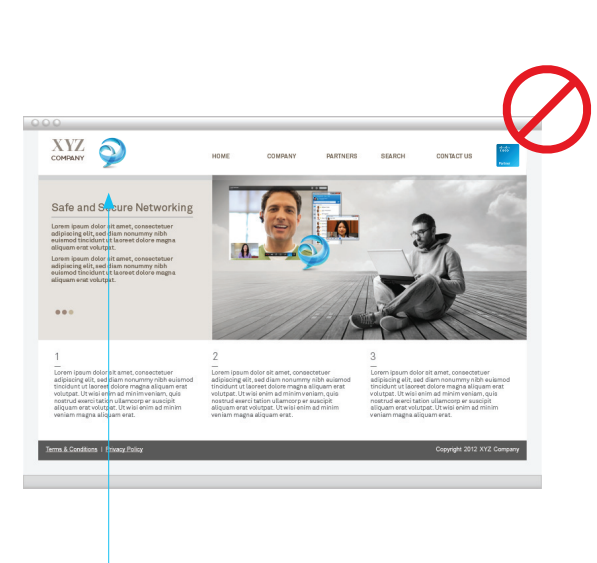 XYZ
COMPANY
HOME
COMPANY
PARTNERS
SEARCH
CONTACT US
Partner
Safe and Secure Networking
Lorem ipsum dolor sit amet, consectetuer
adipiscing elit, sed diam nonummy nibh
euismod tincidunt ut laoreet dolore magna
aliquam erat volutpat.
Lorem ipsum dolor sit amet, consectetuer
adipiscing elit, sed diam nonummy nibh
euismod tincidunt ut laoreet dolore magna
aliquam erat volutpat.
1
Lorem ipsum dolor sit amet, consectetuer
adipiscing elit, sed diam nonummy nibh euismod
tincidunt ut laoreet dolore magna aliquam erat
volutpat. Ut wisi enim ad minim veniam, quis
nostrud exerci tation ullamcorp er suscipit
aliquam erat volutpat. Ut wisi enim ad minim
veniam magna aliquam erat.
2
Lorem ipsum dolor sit amet, consectetuer
adipiscing elit, sed diam nonummy nibh euismod
tincidunt ut laoreet dolore magna aliquam erat
volutpat. Ut wisi enim ad minim veniam, quis
nostrud exerci tation ullamcorp er suscipit
aliquam erat volutpat. Ut wisi enim ad minim
veniam magna aliquam erat.
3
Lorem ipsum dolor sit amet, consectetuer
adipiscing elit, sed diam nonummy nibh euismod
tincidunt ut laoreet dolore magna aliquam erat
volutpat. Ut wisi enim ad minim veniam, quis
nostrud exerci tation ullamcorp er suscipit
aliquam erat volutpat. Ut wisi enim ad minim
veniam magna aliquam erat.
Terms & Conditions | Privacy Policy
Copyright 2012 XYZ Company